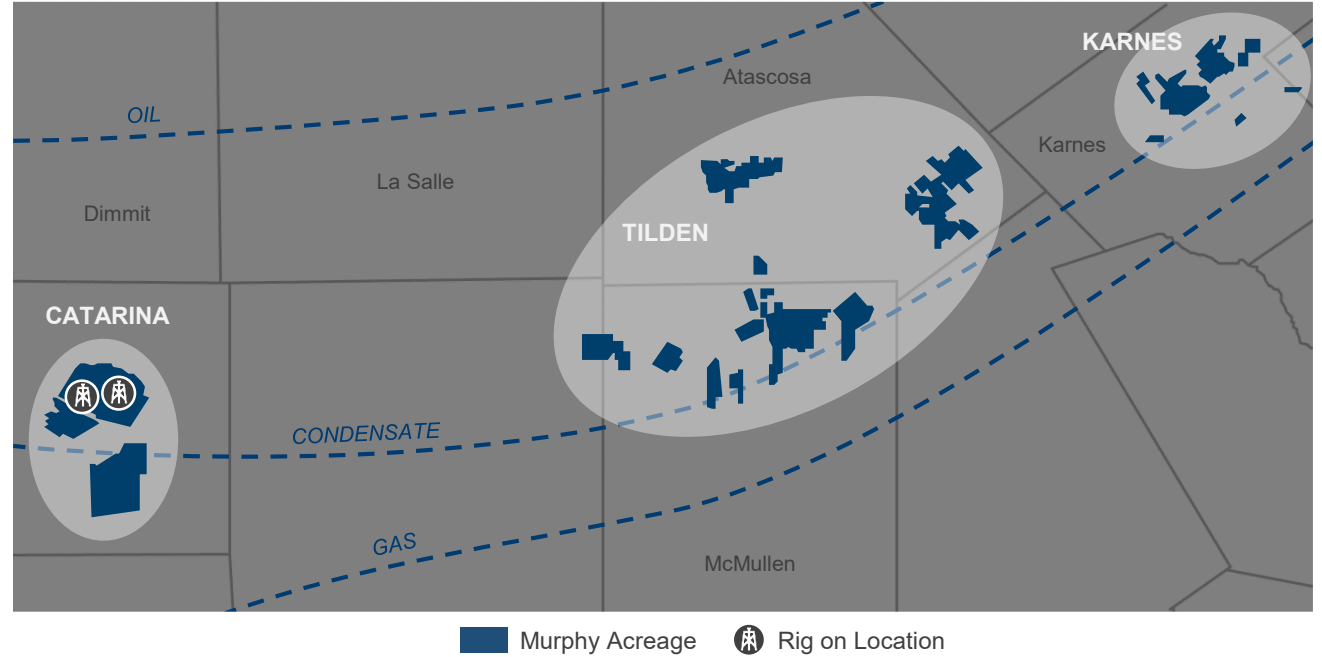 KARNES
Atascosa
OIL
Karnes
La Salle
Dimmit
TILDEN
CATARINA
CONDENSATE
GAS
McMullen
Murphy Acreage
Rig on Location